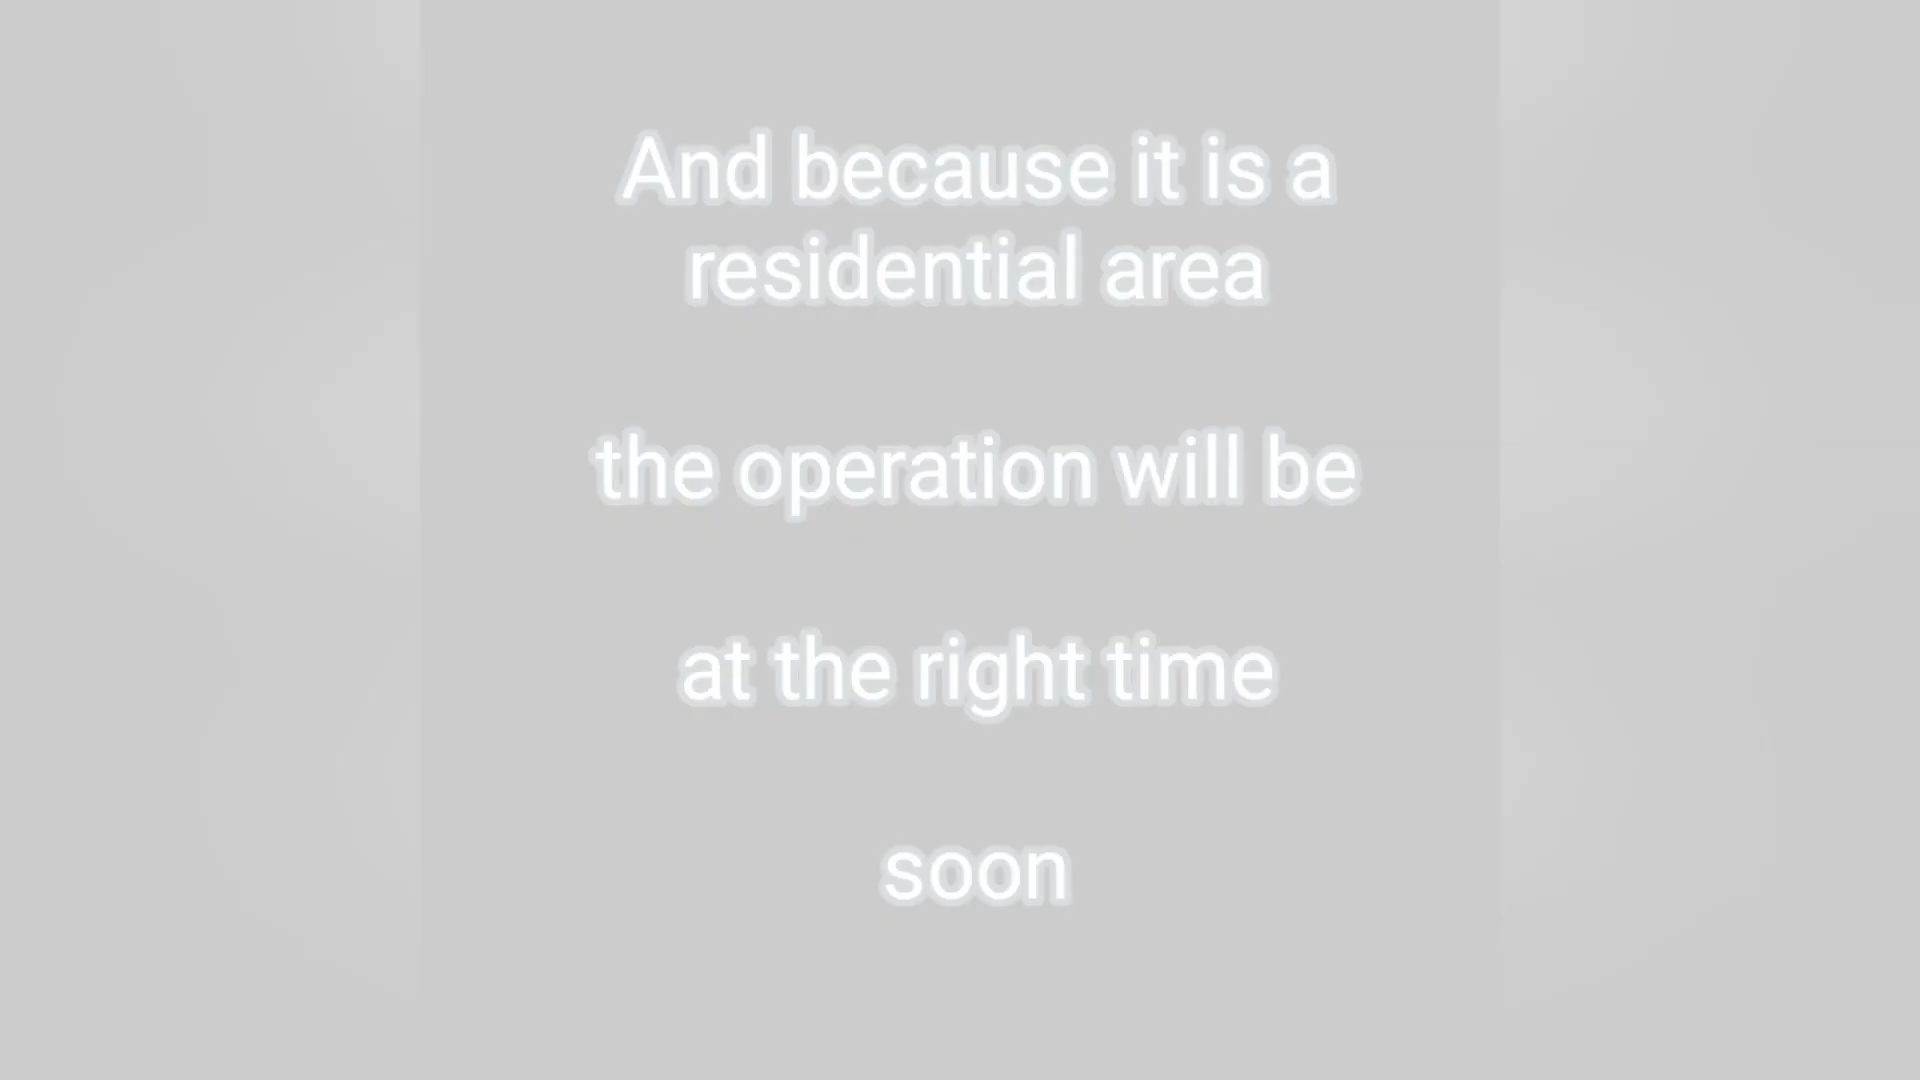 And because it is a
residential area
the operation will be
at the right time
soon